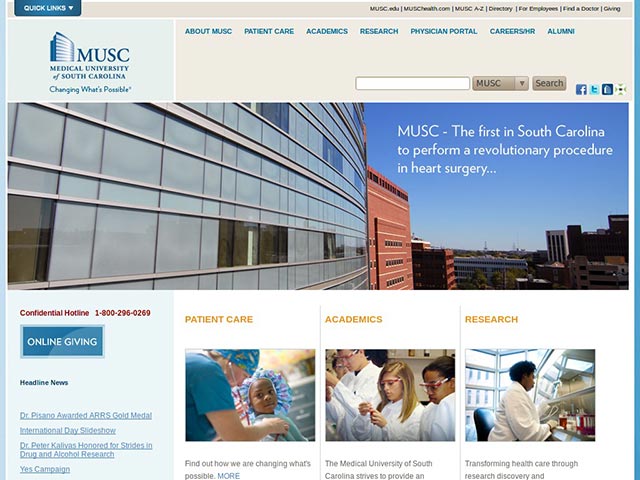 QUICK LINKS
MUSC.edu | MUSChealth.com | MUSC A-Z | Directory | For Employees | Find a Doctor | Giving
MUSC
MEDICAL UNIVERSITY
of SOUTH CAROLINA
Changing What's Possible®
ABOUT MUSC PATIENT CARE ACADEMICS RESEARCH PHYSICIAN PORTAL CAREERS/HR ALUMNI
MUSC Search
MUSC - The first in South Carolina
to perform a revolutionary procedure
in heart surgery...
Confidential Hotline 1-800-296-0269
ONLINE GIVING
Headline News
Dr. Pisano Awarded ARRS Gold Medal
International Day Slideshow
Dr. Peter Kalivas Honored for Strides in
Drug and Alcohol Research
Yes Campaign
PATIENT CARE
Find out how we are changing what's
possible. MORE
ACADEMICS
The Medical University of South
Carolina strives to provide an
RESEARCH
Transforming health care through
research discovery and